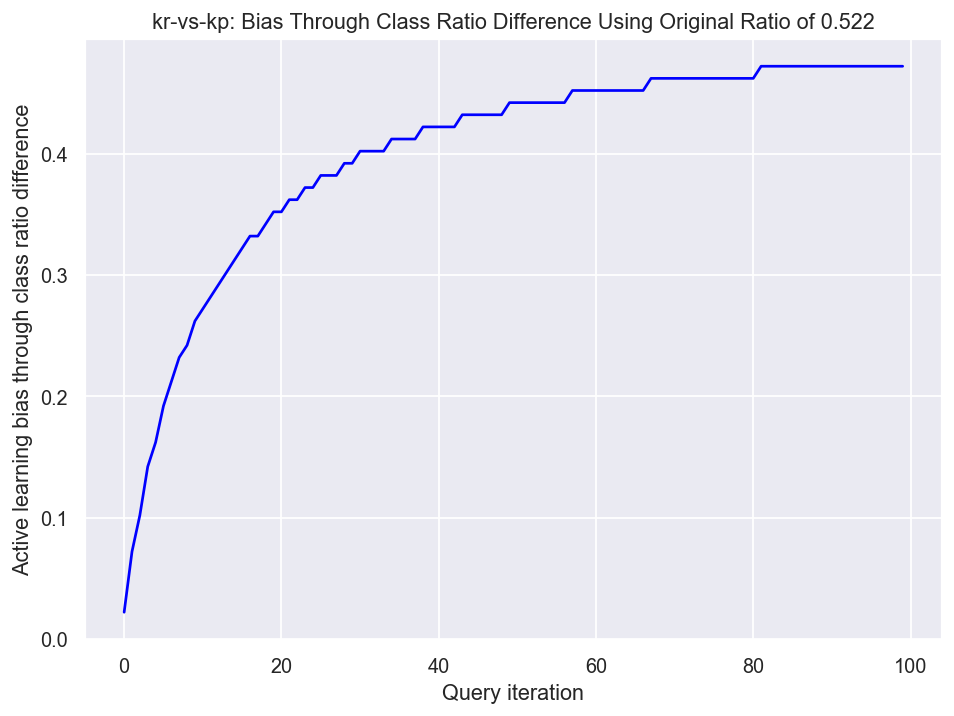 kr-vs-kp: Bias Through Class Ratio Difference Using Original Ratio of 0.522
Active learning bias through class ratio difference
0.4
0.3
0.2
0.1
0.0
0 20 40 60 80 100
Query iteration